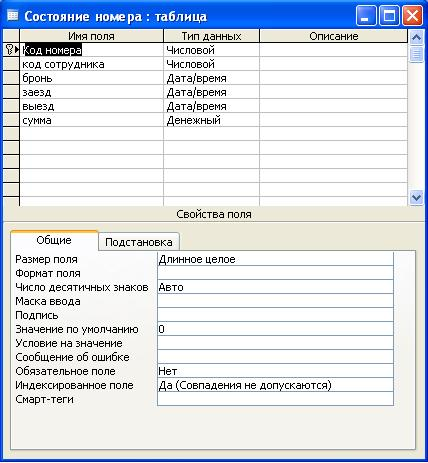 Состояние номера : таблица
Имя поля Тип данных Описание
Код номера Числовой
код сотрудника Числовой
бронь Дата/время
заезд Дата/время
выезд Дата/время
сумма Денежный
Свойства поля
Общие Подстановка
Размер поля Длинное целое
Формат поля
Число десятичных знаков Авто
Маска ввода
Подпись
Значение по умолчанию 0
Условие на значение
Сообщение об ошибке
Обязательное поле Нет
Индексированное поле Да (Совпадения не допускаются)
Смарт-теги